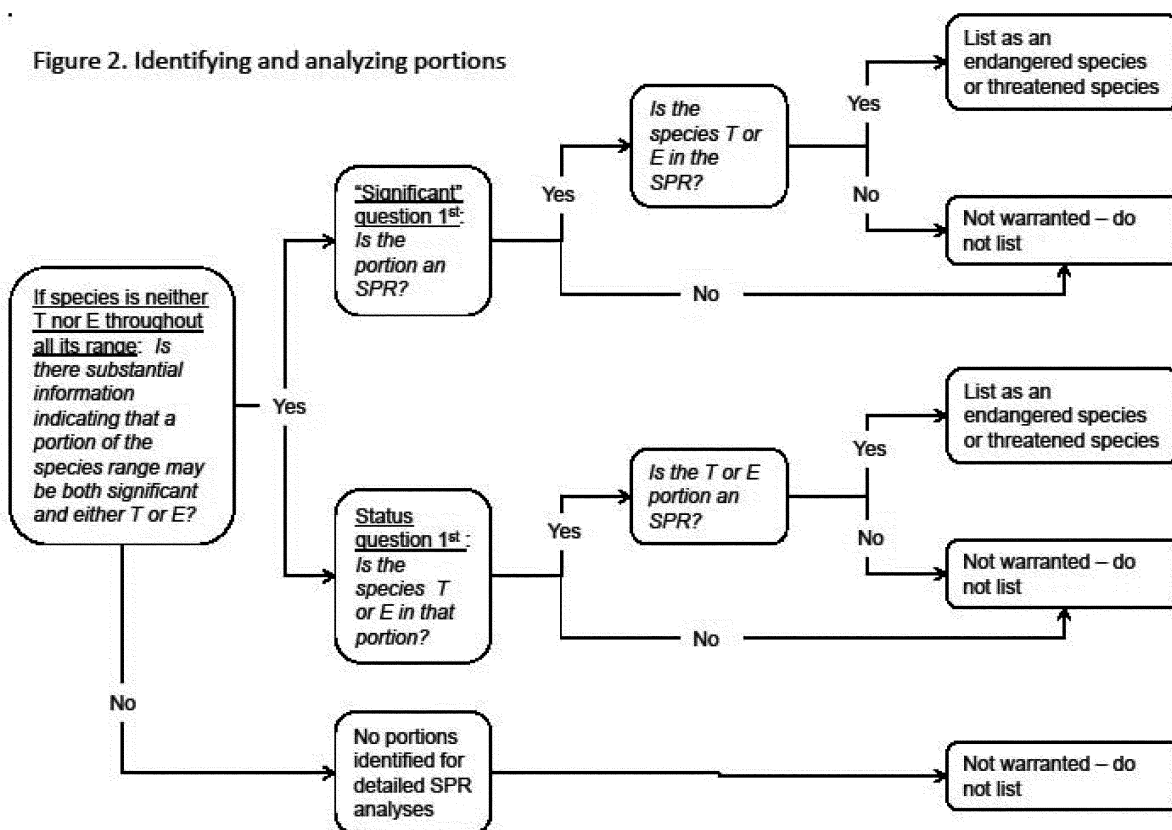 .
Figure 2. Identifying and analyzing portions
If species is neither
T nor E throughout
all its range: Is
there substantial
information
indicating that a
portion of the
species range may
be both significant
and either T or E?
Yes
No
"Significant"
question 1st:
Is the
portion an
SPR?
Yes
No
Is the
species T or
E in the
SPR?
Yes
No
List as an
endangered species
or threatened species
Not warranted – do
not list
Status
question 1st :
Is the
species T
or E in that
portion?
Yes
No
Is the T or E
portion an
SPR?
Yes
No
List as an
endangered species
or threatened species
Not warranted – do
not list
No portions
identified for
detailed SPR
analyses
Not warranted – do
not list